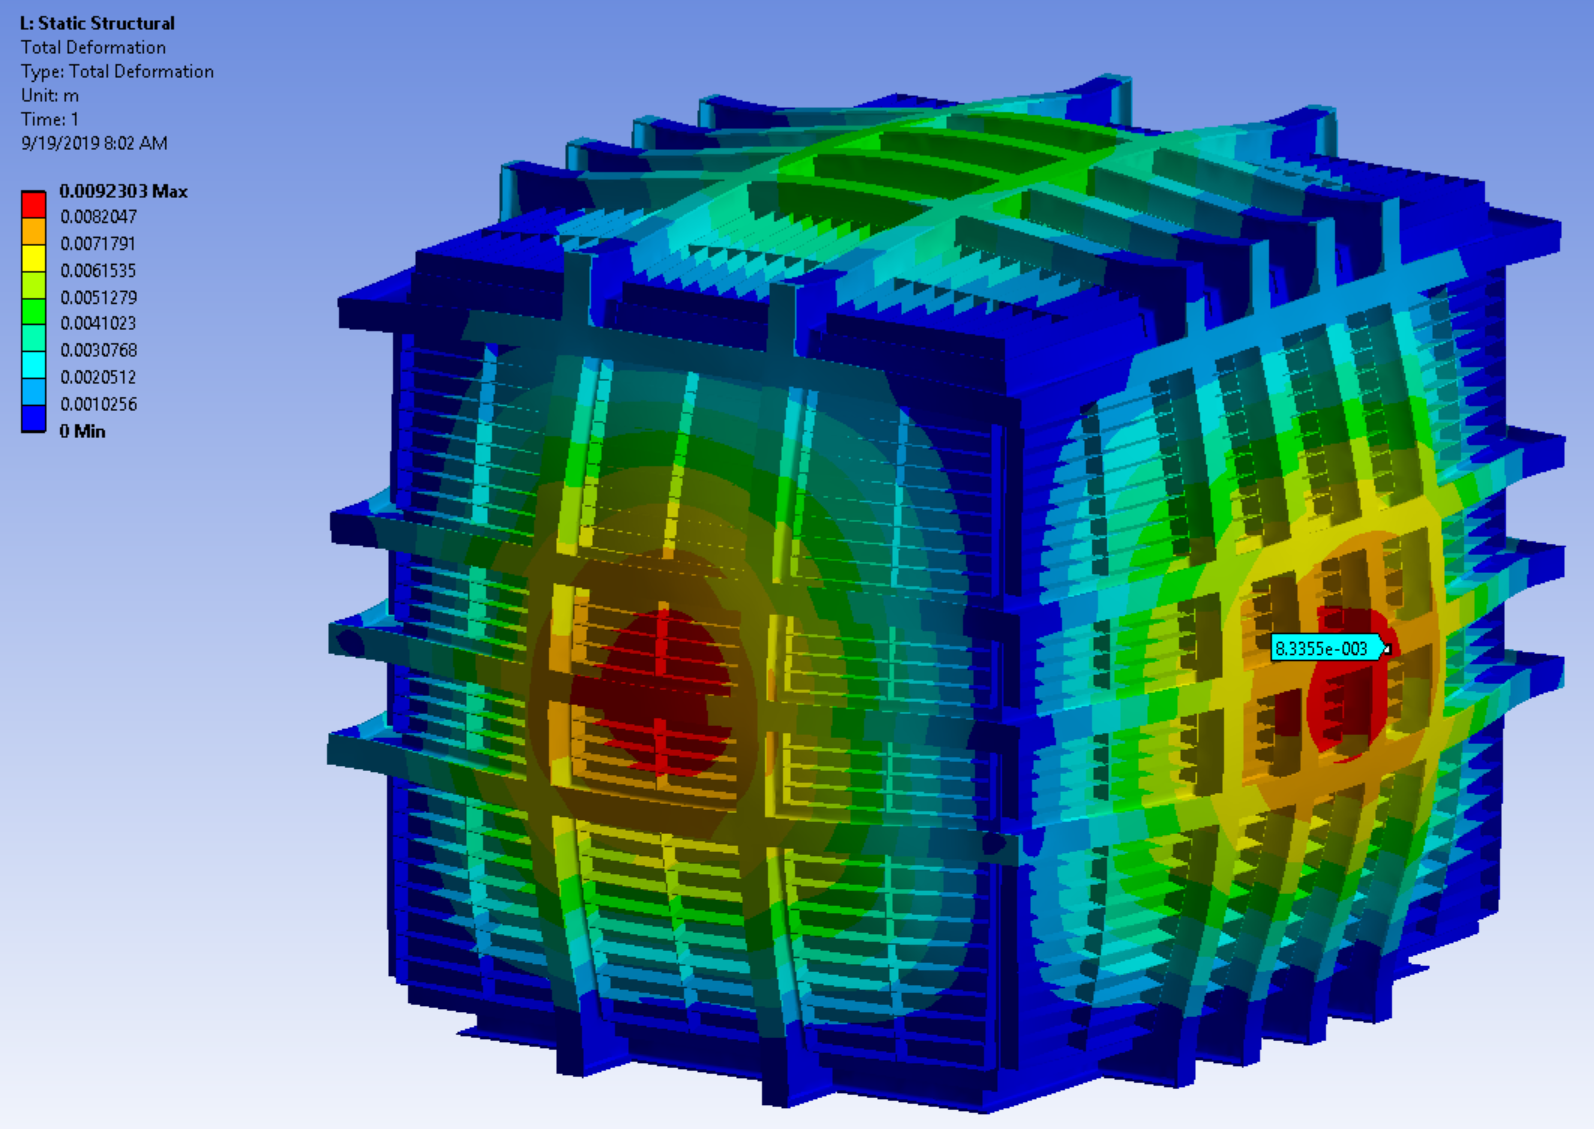 L: Static Structural
Total Deformation
Type: Total Deformation
Unit: m
Time: 1
9/19/2019 8:02 AM
0.0092303 Max
0.0082047
0.0071791
0.0061535
0.0051279
0.0041023
0.0030768
0.0020512
0.0010256
0 Min
8.3355e-003